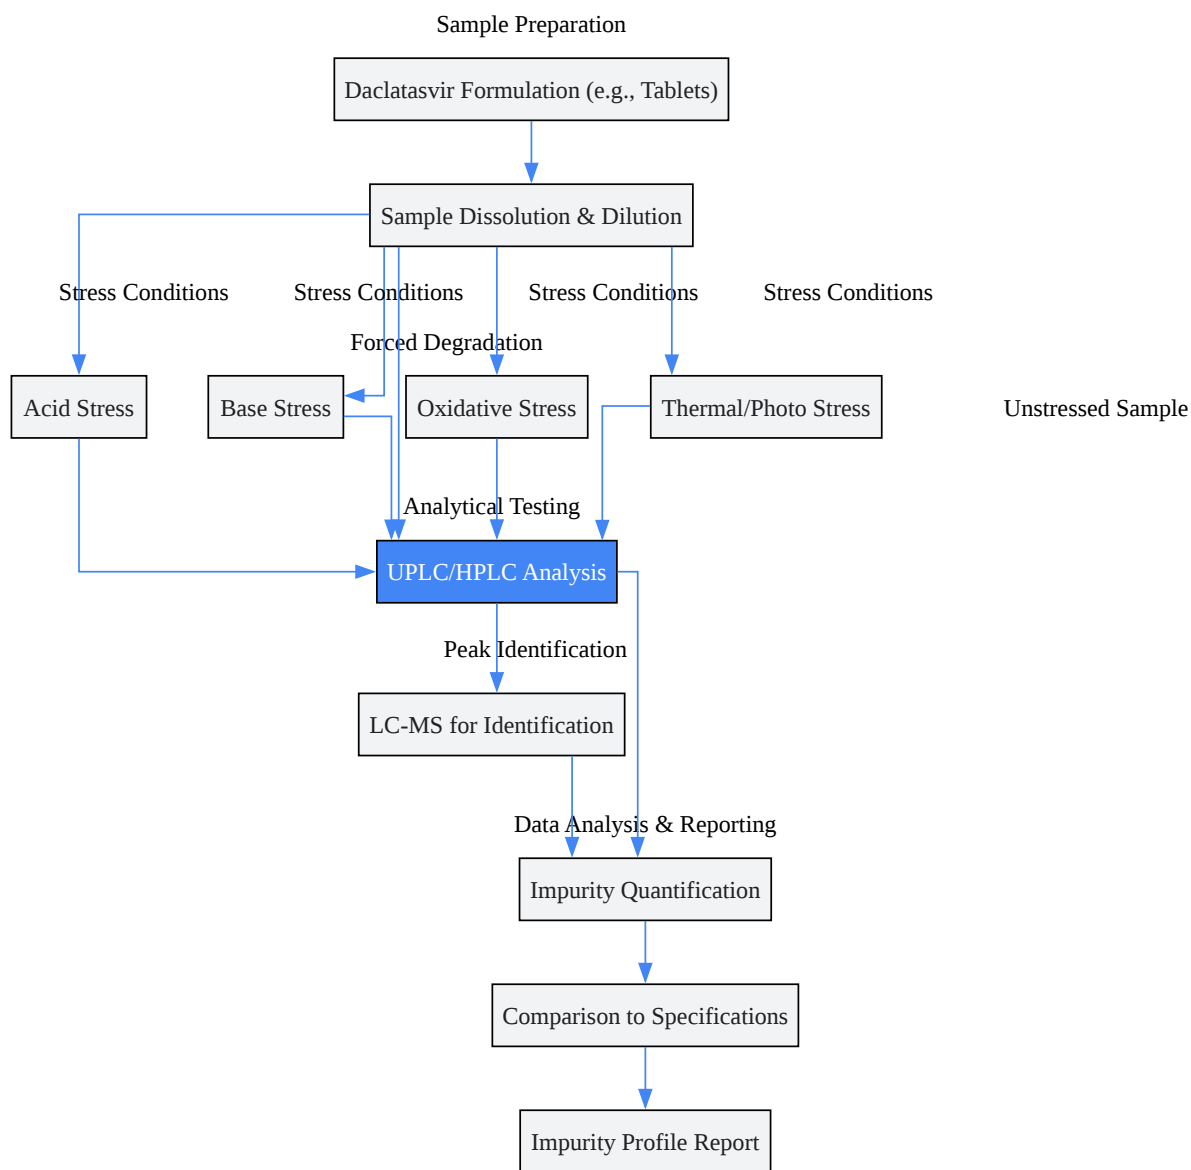 Sample Preparation
Daclatasvir Formulation (e.g., Tablets)
Sample Dissolution & Dilution
Stress Conditions
Stress Conditions
Stress Conditions
Stress Conditions
Forced Degradation
Acid Stress
Base Stress
Oxidative Stress
Thermal/Photo Stress
Unstressed Sample
Analytical Testing
UPLC/HPLC Analysis
Peak Identification
LC-MS for Identification
Data Analysis & Reporting
Impurity Quantification
Comparison to Specifications
Impurity Profile Report